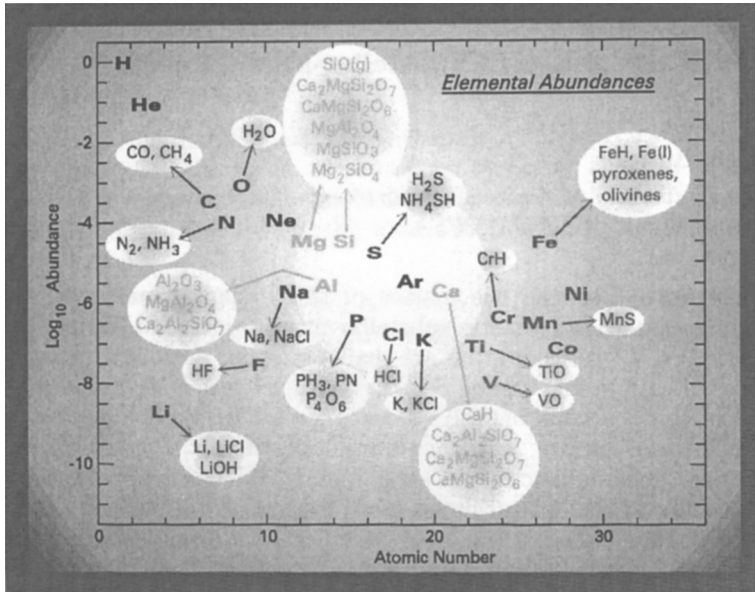 Elemental Abundances
Log10 Abundance
0
-2
-4
-6
-8
-10
H
He
SiO(g)
Ca2MgSi2O7
CaMgSi2O6
MgAl2O4
MgSiO3
Mg2SiO4
H2O
CO, CH4
O
C
N
Ne
N2, NH3
Mg
Si
S
H2S
NH4SH
FeH, Fe(l)
pyroxenes,
olivines
Fe
CrH
Al2O3
MgAl2O4
Ca2Al2SiO7
Al
Na
Ar
Ca
Ni
Cr
Mn
MnS
Na, NaCl
P
Cl
K
Ti
Co
HF
F
PH3, PN
P4O6
HCl
K, KCl
TiO
V
VO
Li
Li, LiCl
LiOH
CaH
Ca2Al2SiO7
Ca2MgSi2O7
CaMgSi2O6
0
10
20
30
Atomic Number